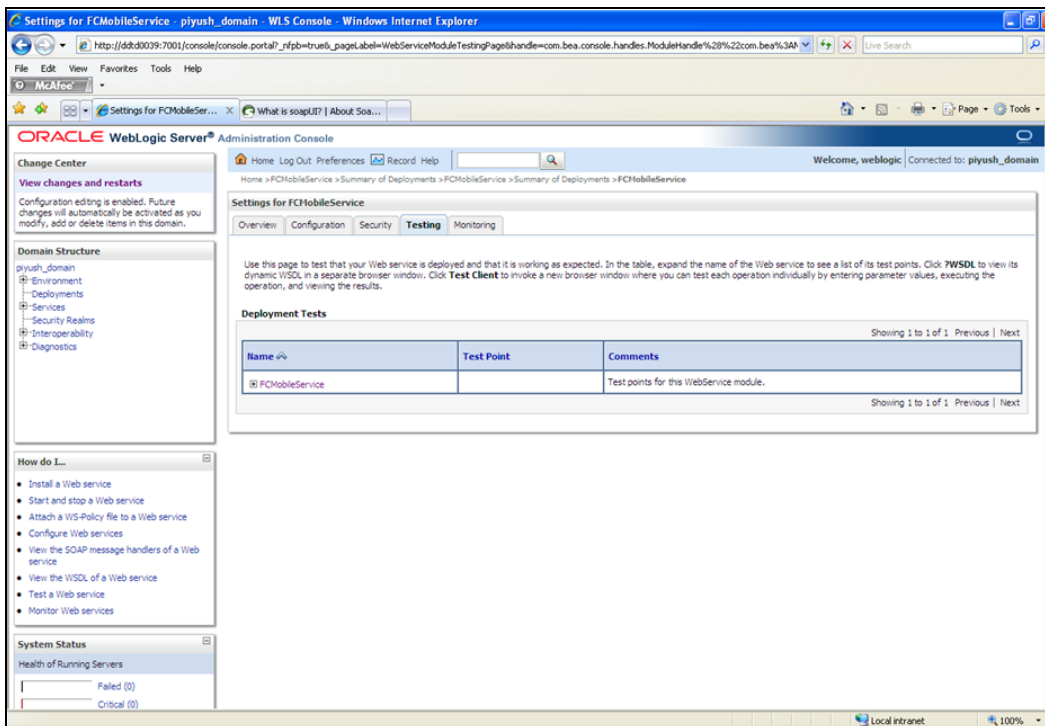 Settings for FCMobileService - piyush_domain - WLS Console - Windows Internet Explorer
http://ddtd0039:7001/console/console.portal?_nfpb=true&_pageLabel=WebServiceModuleTestingPage&handle=com.bea.console.handles.ModuleHandle%28%22com.bea%3AN
Live Search
File Edit View Favorites Tools Help
McAfee
Settings for FCMobileSer... X What is soapUI? | About Soa...
Page Tools
ORACLE WebLogic Server® Administration Console
Change Center
View changes and restarts
Configuration editing is enabled. Future
changes will automatically be activated as you
modify, add or delete items in this domain.
Domain Structure
piyush_domain
Environment
Deployments
Services
Security Realms
Interoperability
Diagnostics
How do I...
Install a Web service
Start and stop a Web service
Attach a WS-Policy file to a Web service
Configure Web services
View the SOAP message handlers of a Web
service
View the WSDL of a Web service
Test a Web service
Monitor Web services
System Status
Health of Running Servers
Failed (0)
Critical (0)
Home Log Out Preferences Record Help
Welcome, weblogic Connected to: piyush_domain
Home >FCMobileService >Summary of Deployments >FCMobileService >Summary of Deployments >FCMobileService
Settings for FCMobileService
Overview Configuration Security Testing Monitoring
Use this page to test that your Web service is deployed and that it is working as expected. In the table, expand the name of the Web service to see a list of its test points. Click ?WSDL to view its
dynamic WSDL in a separate browser window. Click Test Client to invoke a new browser window where you can test each operation individually by entering parameter values, executing the
operation, and viewing the results.
Deployment Tests
Showing 1 to 1 of 1 Previous | Next
Name Test Point Comments
FCMobileService Test points for this WebService module.
Showing 1 to 1 of 1 Previous | Next
Local intranet 100%